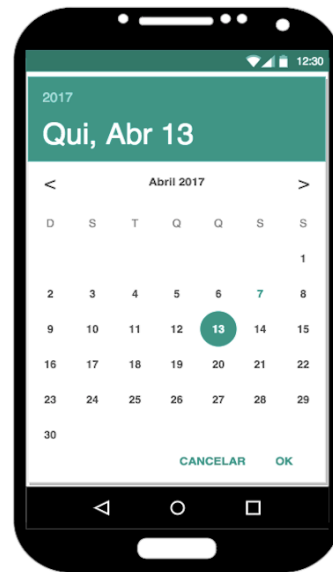 12:30
2017
Qui, Abr 13
< Abril 2017 >
D S T Q Q S S
1
2 3 4 5 6 7 8
9 10 11 12 13 14 15
16 17 18 19 20 21 22
23 24 25 26 27 28 29
30
CANCELAR OK